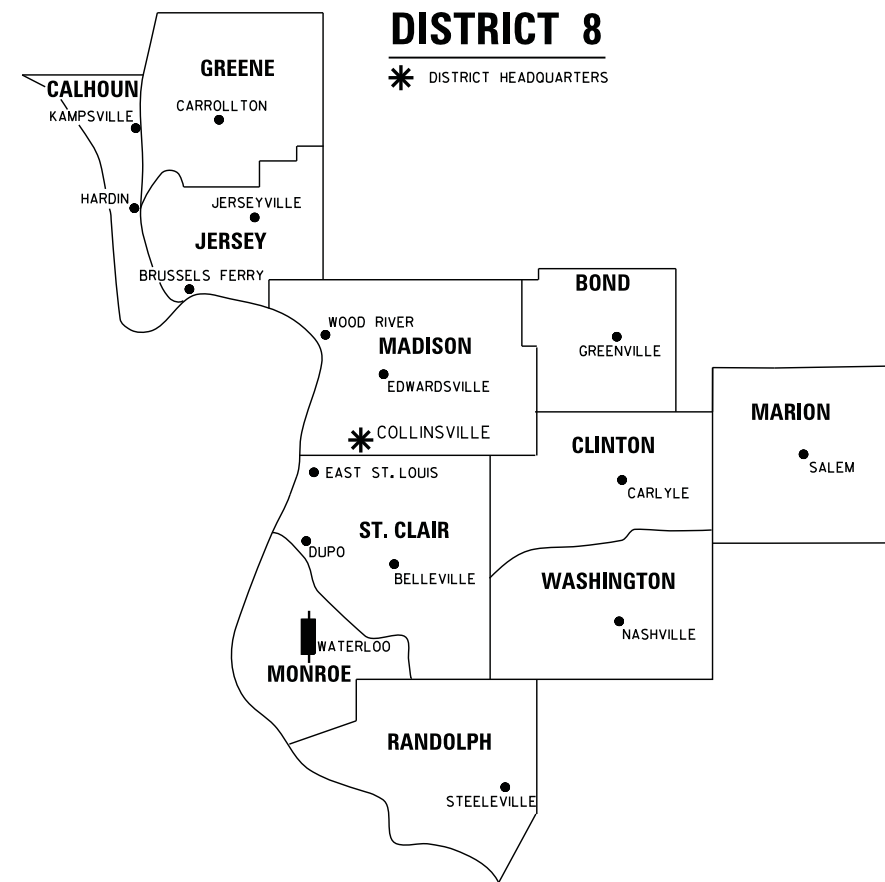 DISTRICT 8
DISTRICT HEADQUARTERS
GREENE
CALHOUN
KAMPSVILLE
CARROLLTON
HARDIN
JERSEYVILLE
JERSEY
BRUSSELS FERRY
BOND
WOOD RIVER
MADISON
GREENVILLE
EDWARDSVILLE
MARION
COLLINSVILLE
CLINTON
SALEM
EAST ST. LOUIS
CARLYLE
ST. CLAIR
DUPO
BELLEVILLE
WASHINGTON
NASHVILLE
WATERLOO
MONROE
RANDOLPH
STEELEVILLE